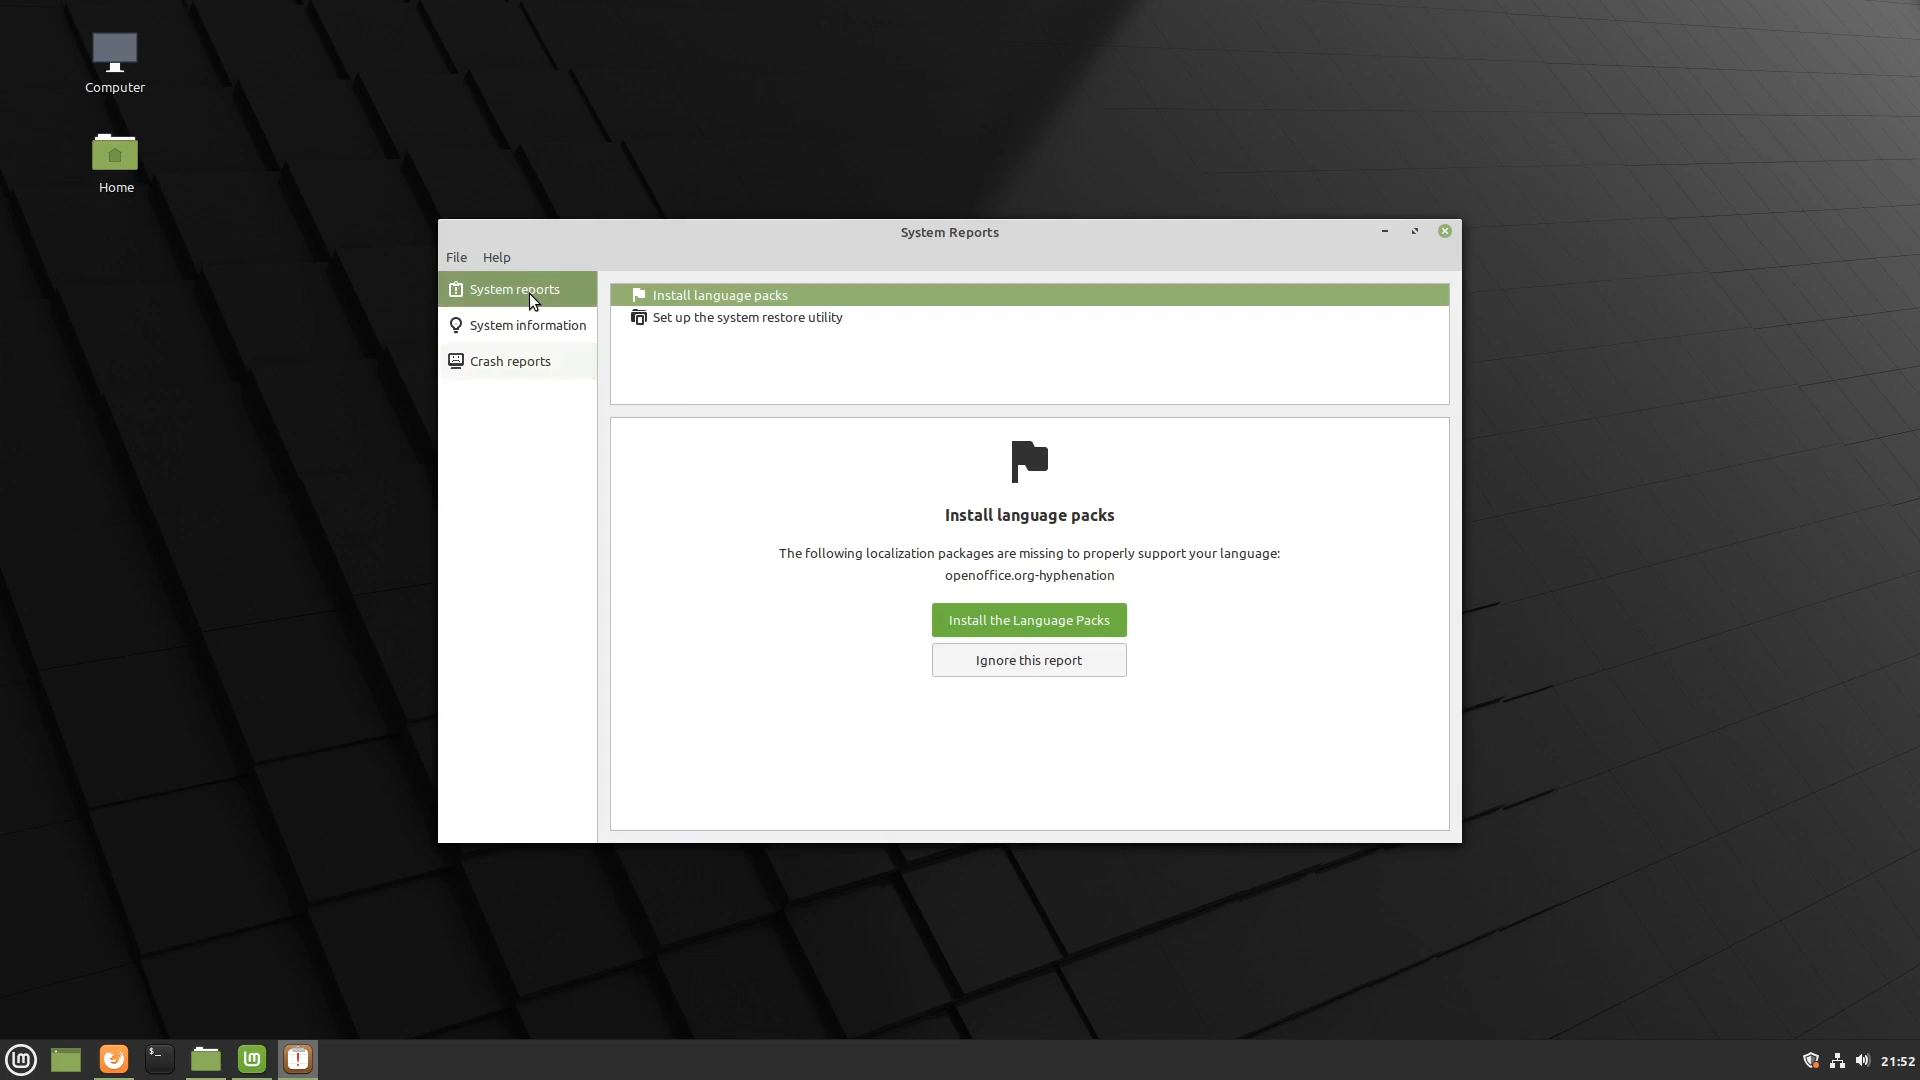 Computer
Home
System Reports
File Help
System reports
System information
Crash reports
Install language packs
Set up the system restore utility
Install language packs
The following localization packages are missing to properly support your language:
openoffice.org-hyphenation
Install the Language Packs
Ignore this report
21:52